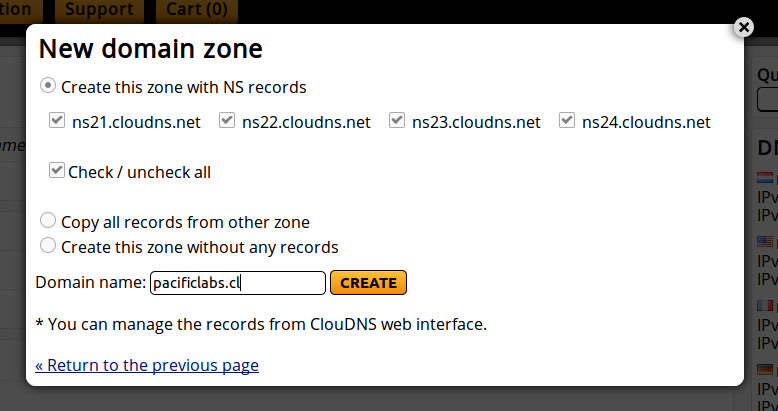 tion Support Cart (0)
New domain zone
Create this zone with NS records
ns21.cloudns.net ns22.cloudns.net ns23.cloudns.net ns24.cloudns.net
Check / uncheck all
Copy all records from other zone
Create this zone without any records
Domain name: pacificlabs.cl CREATE
* You can manage the records from ClouDNS web interface.
« Return to the previous page
ame
Qu
DN
IPv
IPv
IPv
IPv
IPv
IPv
IPv